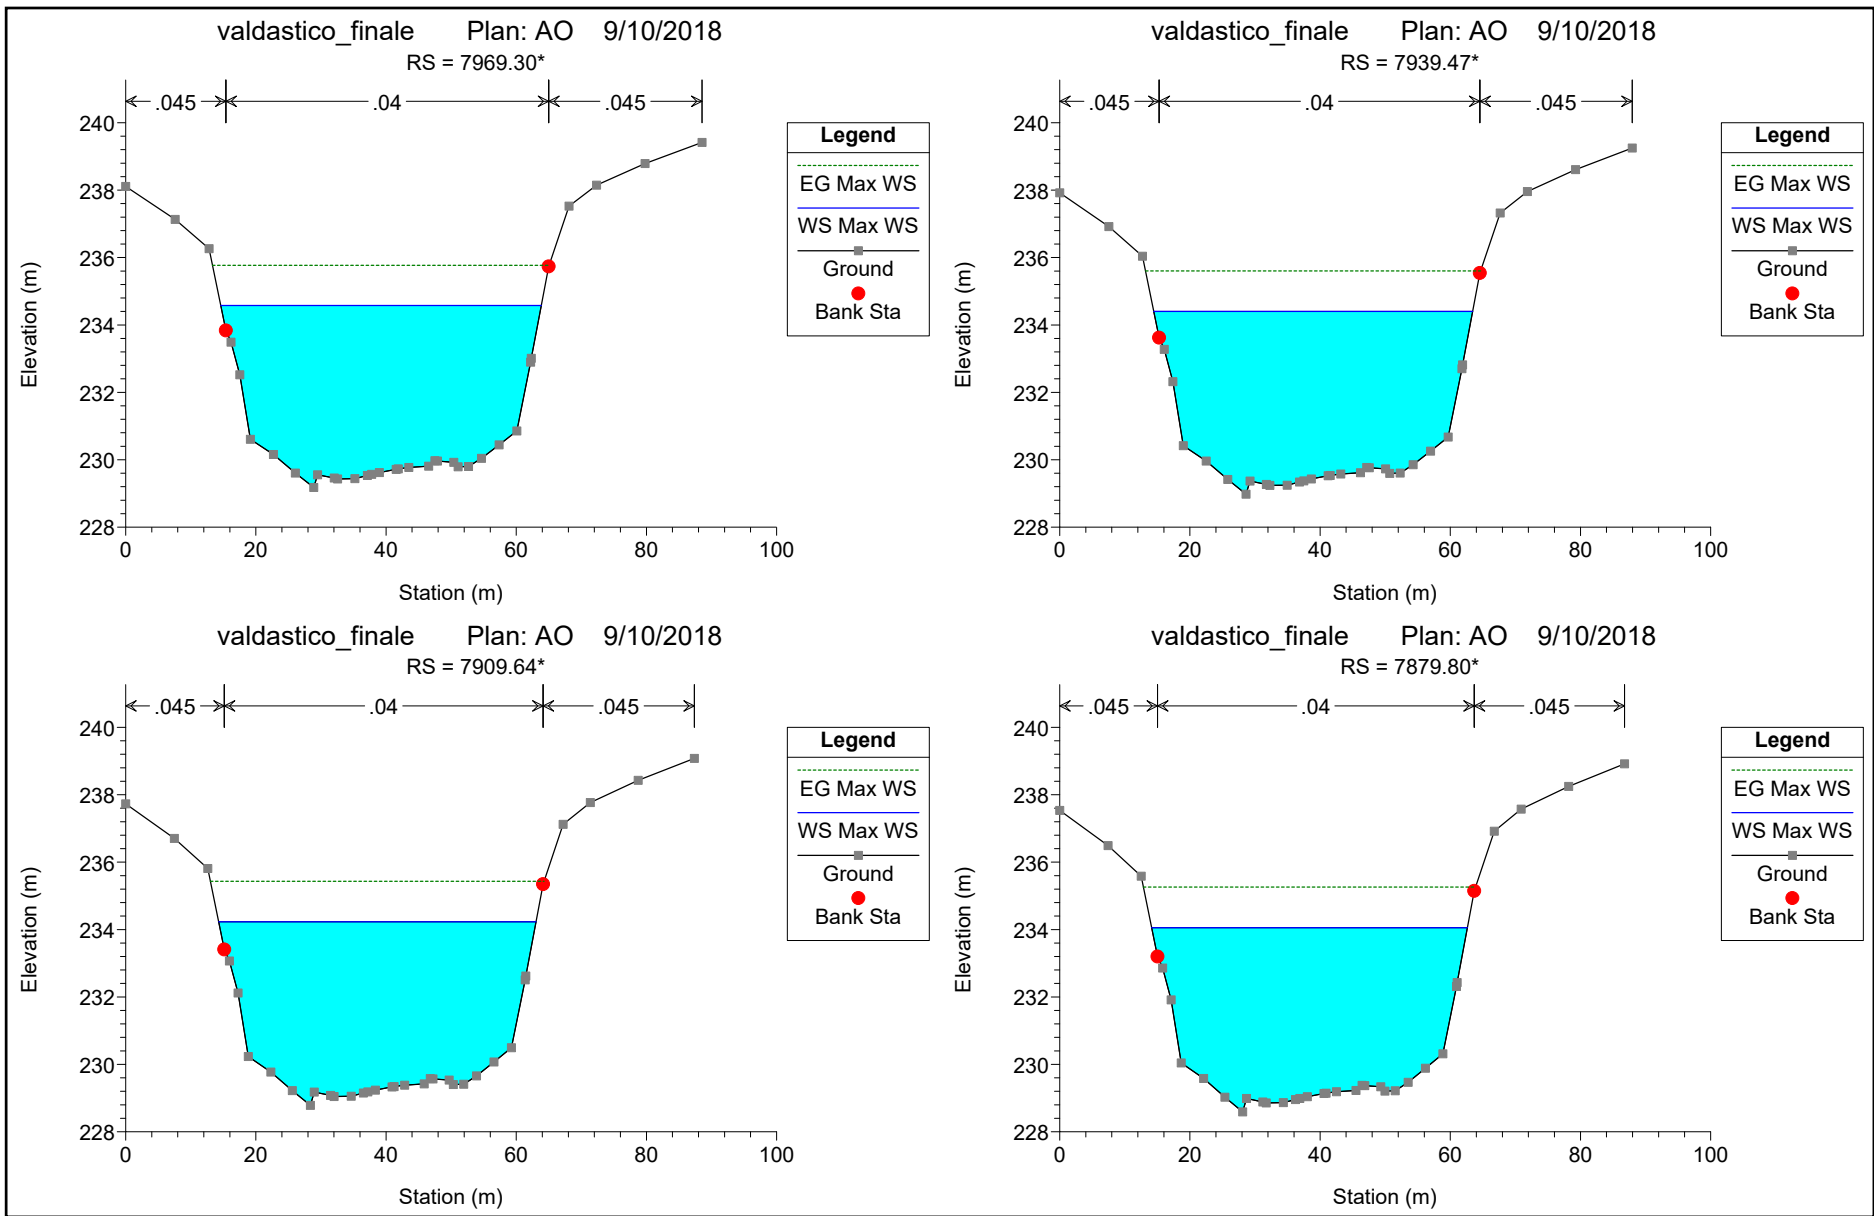 valdastico_finale Plan: AO 9/10/2018
RS = 7969.30*
.045 .04 .045
240
238
236
234
232
230
228
0 20 40 60 80 100
Elevation (m)
Station (m)
Legend
EG Max WS
WS Max WS
Ground
Bank Sta
valdastico_finale Plan: AO 9/10/2018
RS = 7939.47*
.045 .04 .045
240
238
236
234
232
230
228
0 20 40 60 80 100
Elevation (m)
Station (m)
Legend
EG Max WS
WS Max WS
Ground
Bank Sta
valdastico_finale Plan: AO 9/10/2018
RS = 7909.64*
.045 .04 .045
240
238
236
234
232
230
228
0 20 40 60 80 100
Elevation (m)
Station (m)
Legend
EG Max WS
WS Max WS
Ground
Bank Sta
valdastico_finale Plan: AO 9/10/2018
RS = 7879.80*
.045 .04 .045
240
238
236
234
232
230
228
0 20 40 60 80 100
Elevation (m)
Station (m)
Legend
EG Max WS
WS Max WS
Ground
Bank Sta